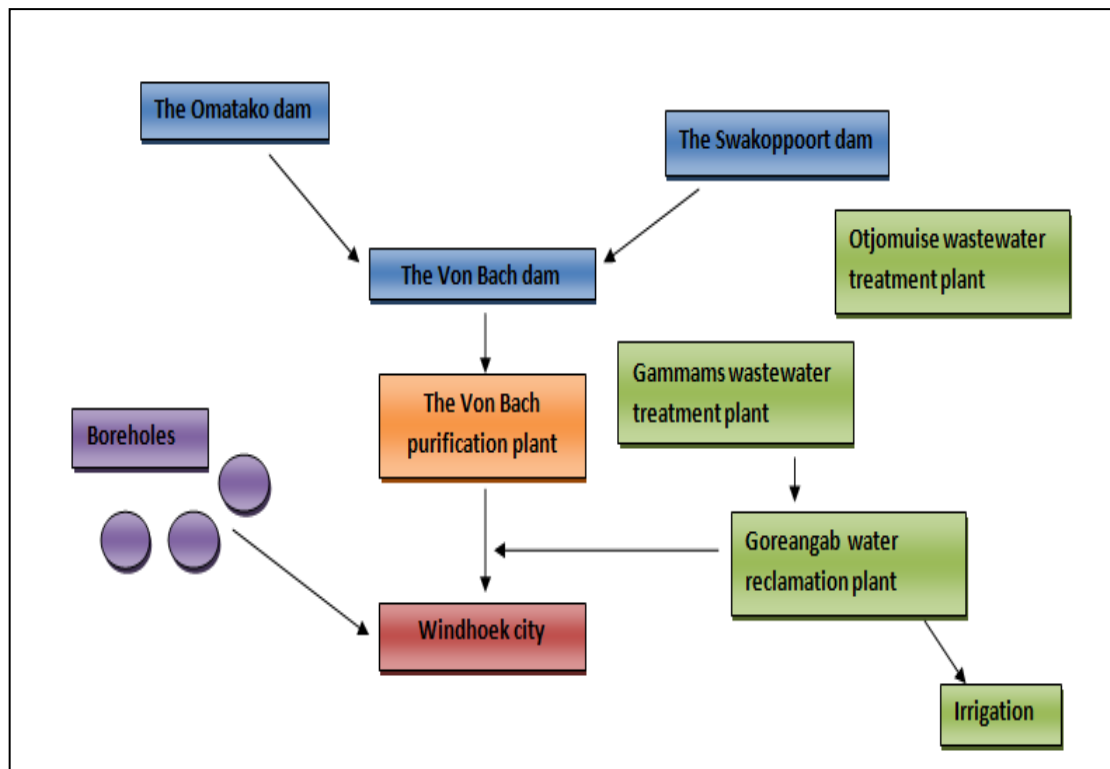 The Omatako dam
The Swakoppoort dam
Otjomuise wastewater
treatment plant
The Von Bach dam
Gammams wastewater
treatment plant
The Von Bach
purification plant
Boreholes
Goreangab water
reclamation plant
Windhoek city
Irrigation